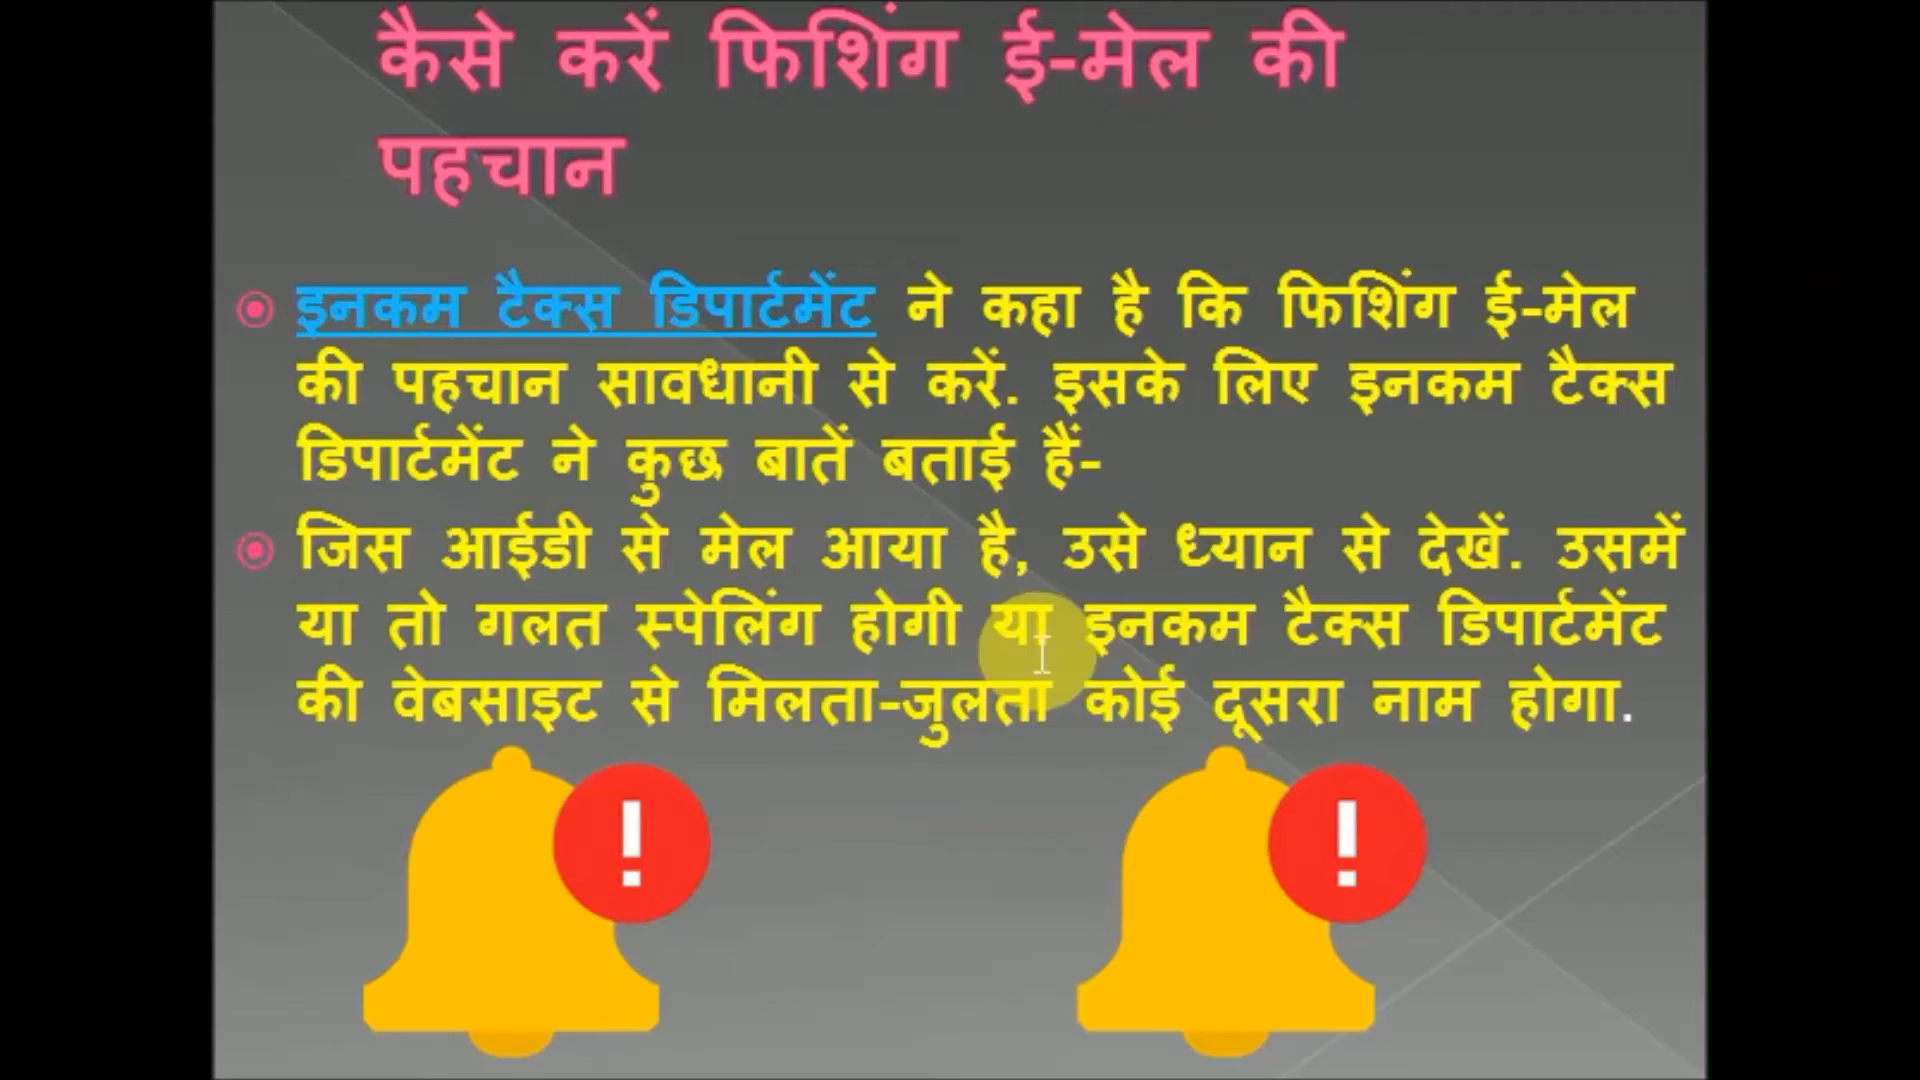 कैसे करें फिशिंग ई-मेल की
पहचान
इनकम टैक्स डिपार्टमेंट ने कहा है कि फिशिंग ई-मेल
की पहचान सावधानी से करें. इसके लिए इनकम टैक्स
डिपार्टमेंट ने कुछ बातें बताई हैं-
जिस आईडी से मेल आया है, उसे ध्यान से देखें. उसमें
या तो गलत स्पेलिंग होगी या इनकम टैक्स डिपार्टमेंट
की वेबसाइट से मिलता-जुलता कोई दूसरा नाम होगा.
! !